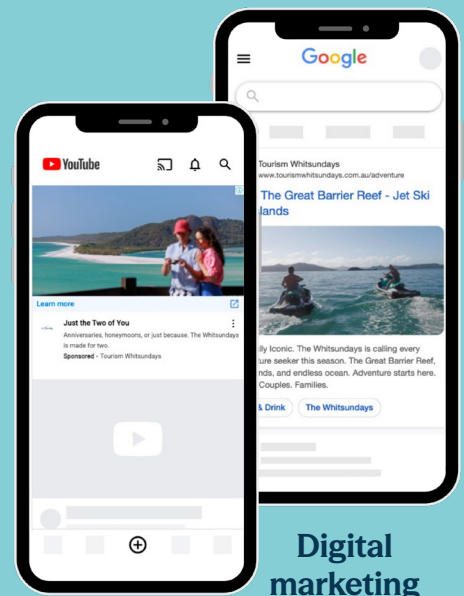 Google
Tourism Whitsundays
www.tourismwhitsundays.com.au/adventure
The Great Barrier Reef - Jet Ski
lands
lly Iconic. The Whitsundays is calling every
ture seeker this season. The Great Barrier Reef,
nds, and endless ocean. Adventure starts here.
Couples. Families.
& Drink
The Whitsundays
YouTube
Learn more
Just the Two of You
Anniversaries, honeymoons, or just because. The Whitsundays
is made for two.
Sponsored - Tourism Whitsundays
Digital
marketing